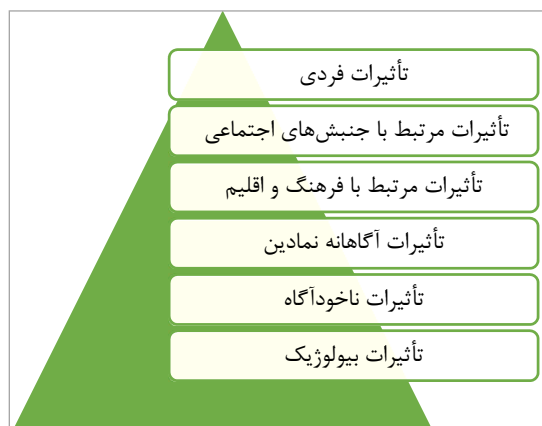 تأثیرات فردی
تأثیرات مرتبط با جنبش‌های اجتماعی
تأثیرات مرتبط با فرهنگ و اقلیم
تأثیرات آگاهانه نمادین
تأثیرات ناخودآگاه
تأثیرات بیولوژیک